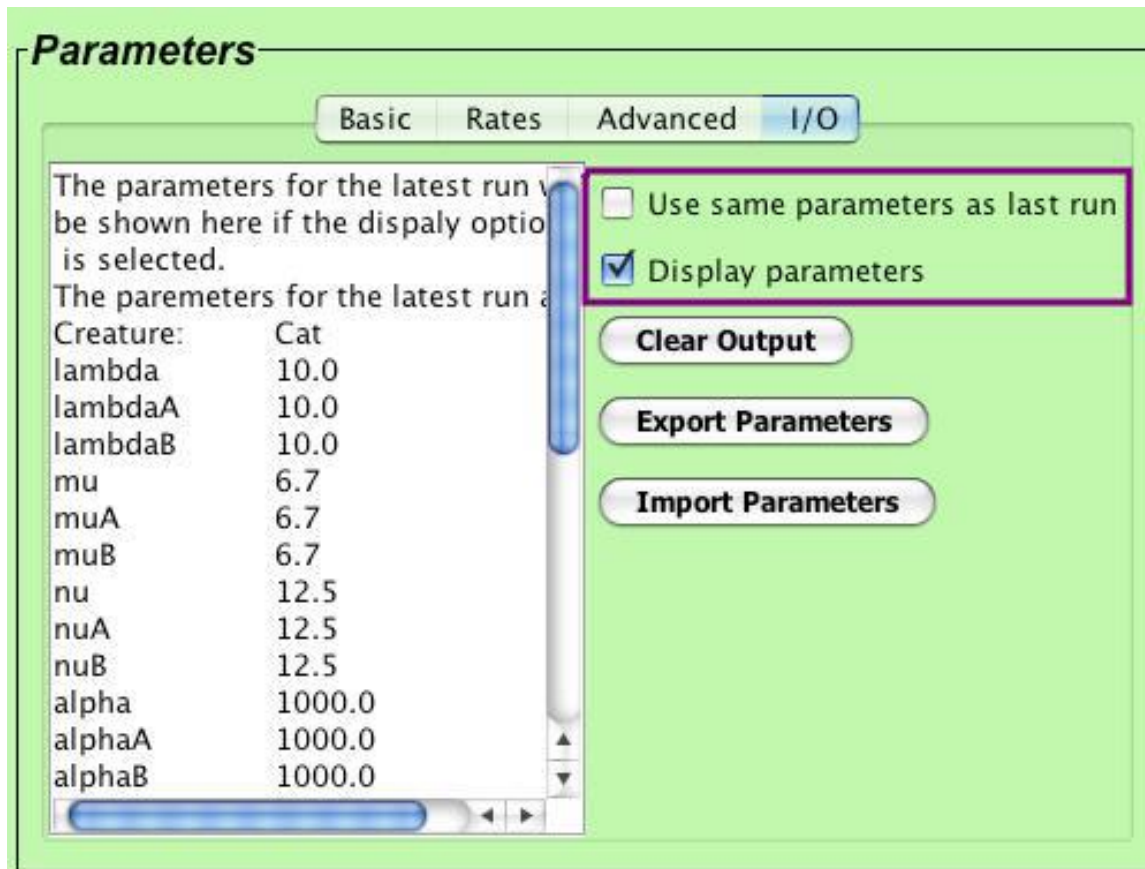 Parameters
Basic Rates Advanced I/O
The parameters for the latest run
be shown here if the dispaly optio
is selected.
The paremeters for the latest run
Creature: Cat
lambda 10.0
lambdaA 10.0
lambdaB 10.0
mu 6.7
muA 6.7
muB 6.7
nu 12.5
nuA 12.5
nuB 12.5
alpha 1000.0
alphaA 1000.0
alphaB 1000.0
Use same parameters as last run
Display parameters
Clear Output
Export Parameters
Import Parameters